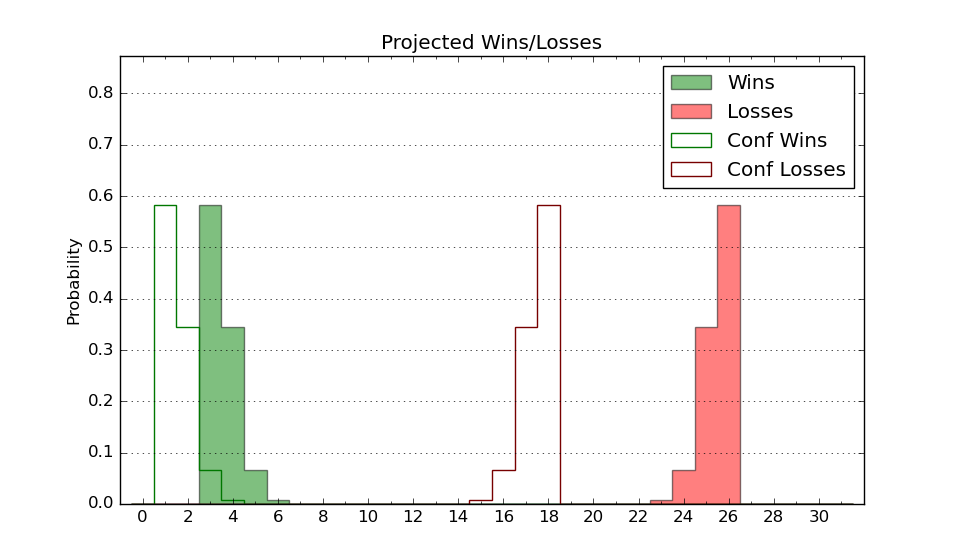 Projected Wins/Losses
Wins
Losses
Conf Wins
Conf Losses
Probability
0.8
0.7
0.6
0.5
0.4
0.3
0.2
0.1
0.0
0 2 4 6 8 10 12 14 16 18 20 22 24 26 28 30